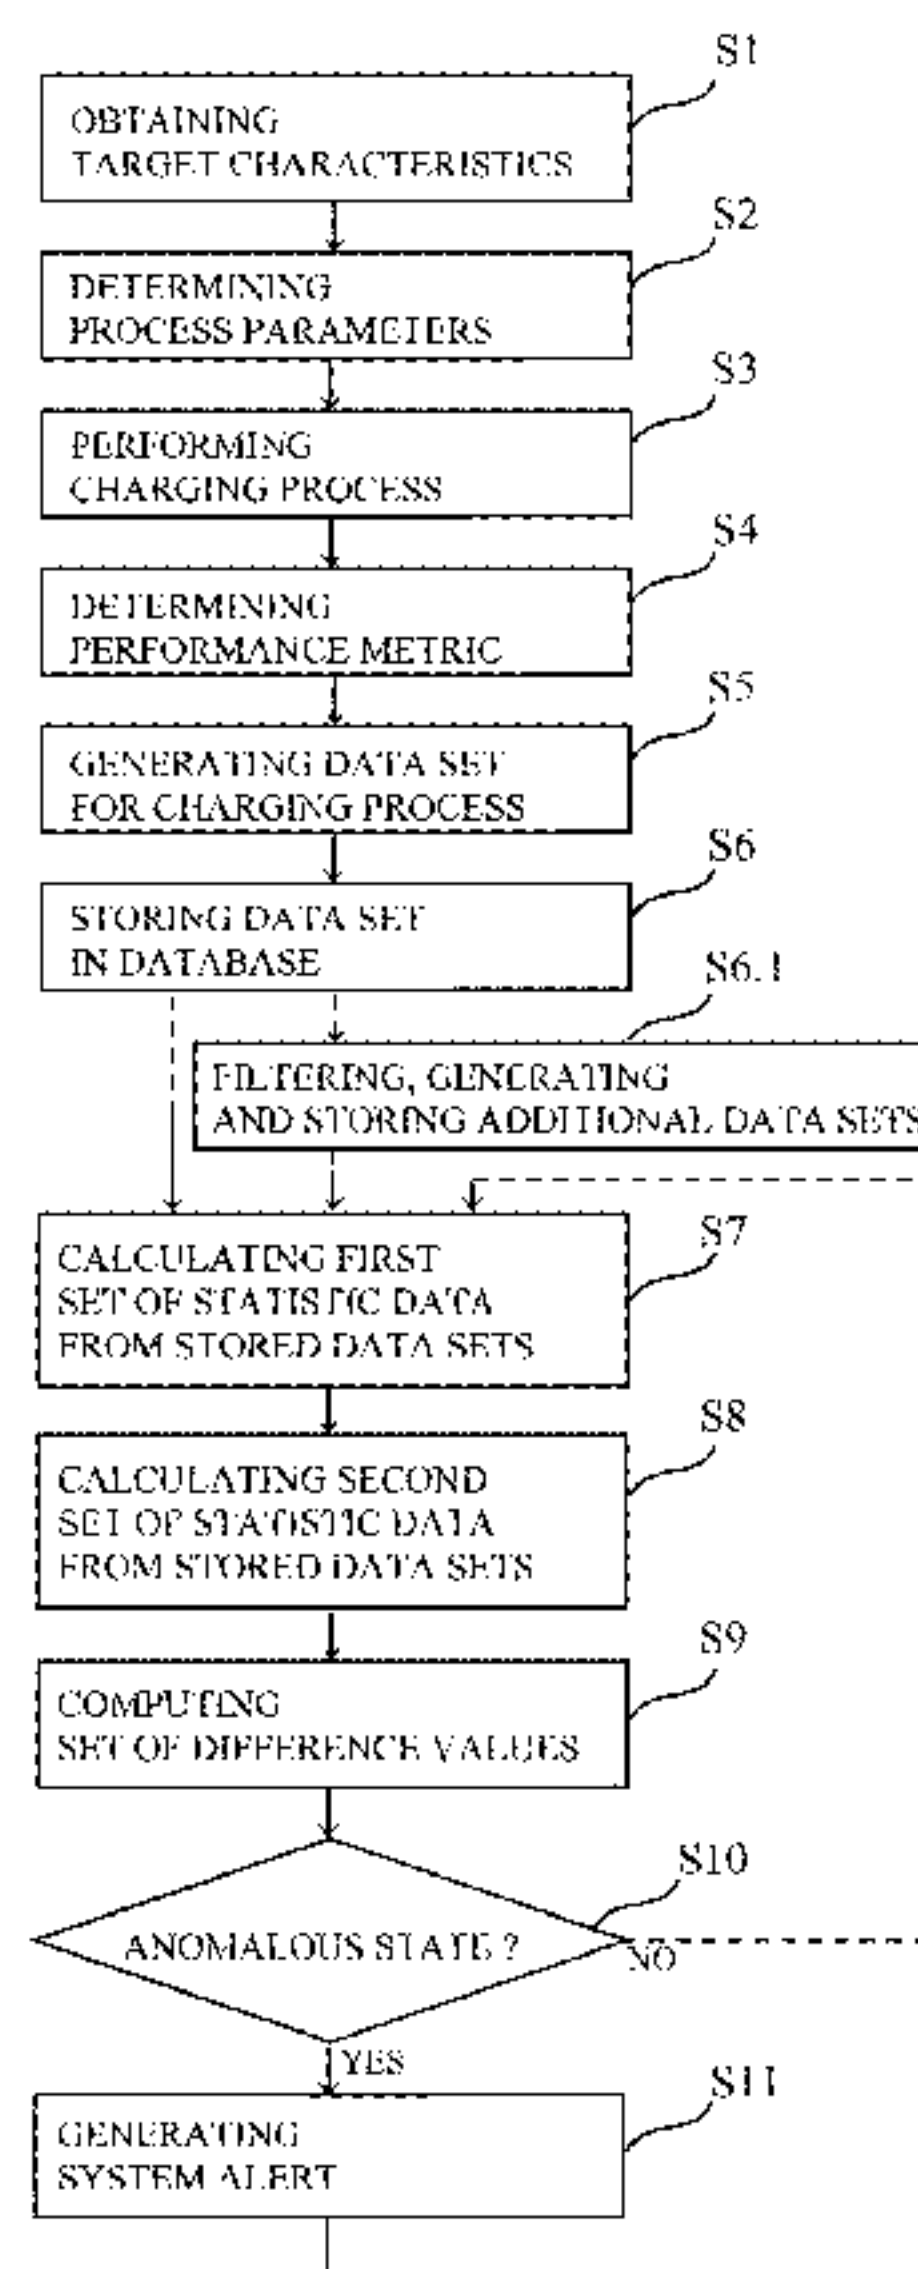 S1
OBTAINING
TARGET CHARACTERISTICS
S2
DETERMINING
PROCESS PARAMETERS
S3
PERFORMING
CHARGING PROCESS
S4
DETERMINING
PERFORMANCE METRIC
S5
GENERATING DATA SET
FOR CHARGING PROCESS
S6
STORING DATA SET
IN DATABASE
S6.1
FILTERING, GENERATING
AND STORING ADDITIONAL DATA SETS
S7
CALCULATING FIRST
SET OF STATISTIC DATA
FROM STORED DATA SETS
S8
CALCULATING SECOND
SET OF STATISTIC DATA
FROM STORED DATA SETS
S9
COMPUTING
SET OF DIFFERENCE VALUES
S10
ANOMALOUS STATE ?
NO
YES
S11
GENERATING
SYSTEM ALERT